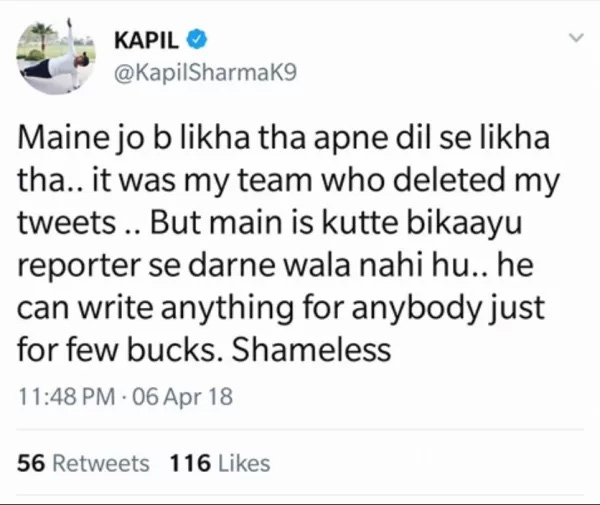 KAPIL
@KapilSharmaK9
Maine jo b likha tha apne dil se likha
tha.. it was my team who deleted my
tweets .. But main is kutte bikaayu
reporter se darne wala nahi hu.. he
can write anything for anybody just
for few bucks. Shameless
11:48 PM · 06 Apr 18
56 Retweets 116 Likes